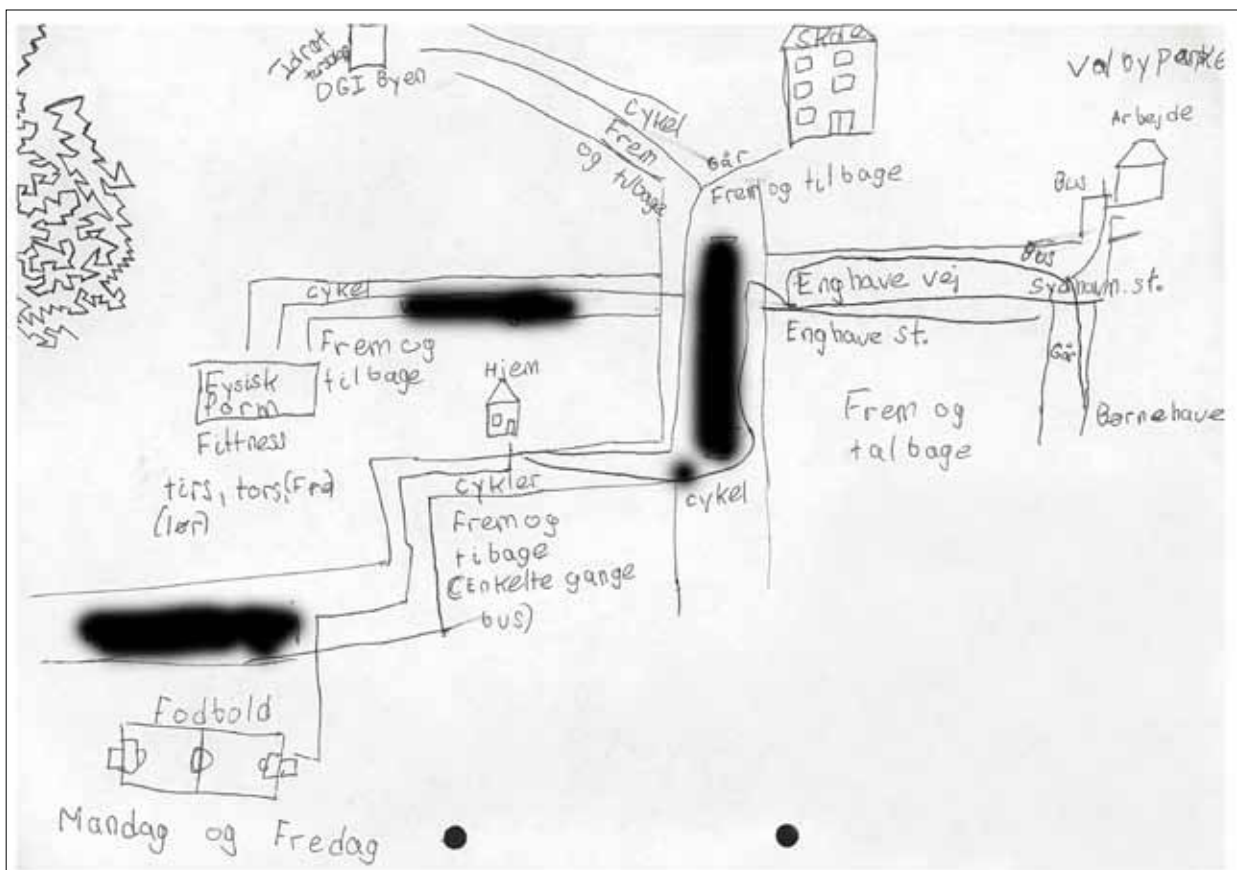 Skole
Valbyparke
Idræt
tirsdag
DGI Byen
Arbejde
cykel
Frem
og tilbage
Går
Frem og tilbage
Bus
Bus
cykel
Enghave vej
Sydhavn. st.
Enghave st.
Frem og
tilbage
Hjem
Går
Fysisk
Form
Fittness
Frem og
talbage
Børnehave
tirs, tors, (Fre)
(lør)
cykler
cykel
Frem og
tibage
(Enkelte gange
bus)
Fodbold
Mandag og Fredag